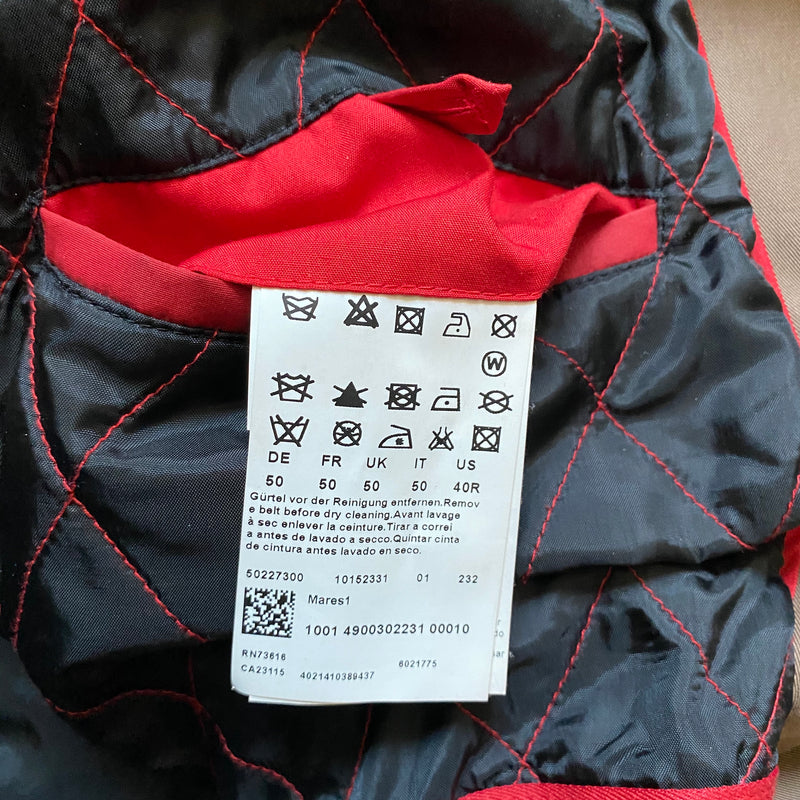 W
DE FR UK IT US
50 50 50 50 40R
Gürtel vor der Reinigung entfernen.Remov
e belt before dry cleaning.Avant lavage
à sec enlever la ceinture.Tirar a correi
a antes de lavado a secco.Quintar cinta
de cintura antes lavado en seco.
50227300 10152331 01 232
Mares1
1001 4900302231 00010
RN73616
CA23115 4021410389437 6021775